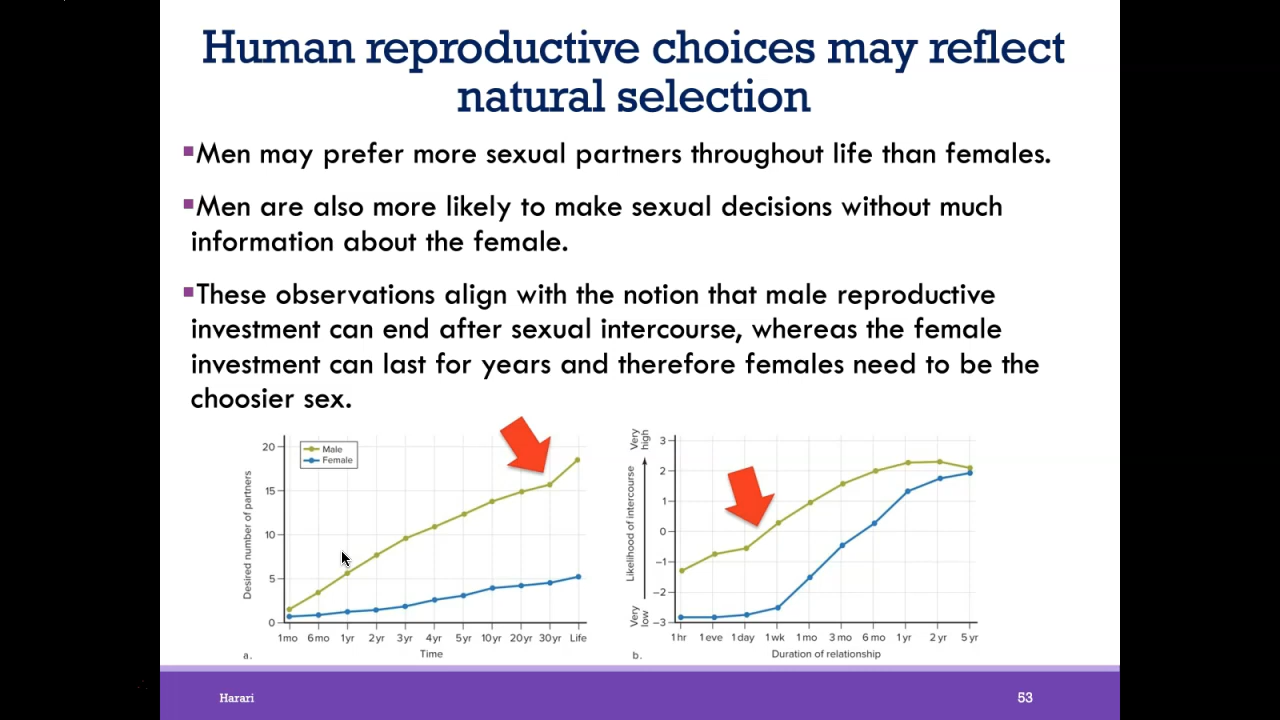 Human reproductive choices may reflect
natural selection
▪Men may prefer more sexual partners throughout life than females.
▪Men are also more likely to make sexual decisions without much
information about the female.
▪These observations align with the notion that male reproductive
investment can end after sexual intercourse, whereas the female
investment can last for years and therefore females need to be the
choosier sex.
Desired number of partners
20
15
10
5
0
Male
Female
1 mo 6 mo 1 yr 2 yr 3 yr 4 yr 5 yr 10 yr 20 yr 30 yr Life
a.
Time
Likelihood of intercourse
Very
high
Very
low
3
2
1
0
−1
−2
−3
1 hr 1 eve 1 day 1 wk 1 mo 3 mo 6 mo 1 yr 2 yr 5 yr
b.
Duration of relationship
Harari
53